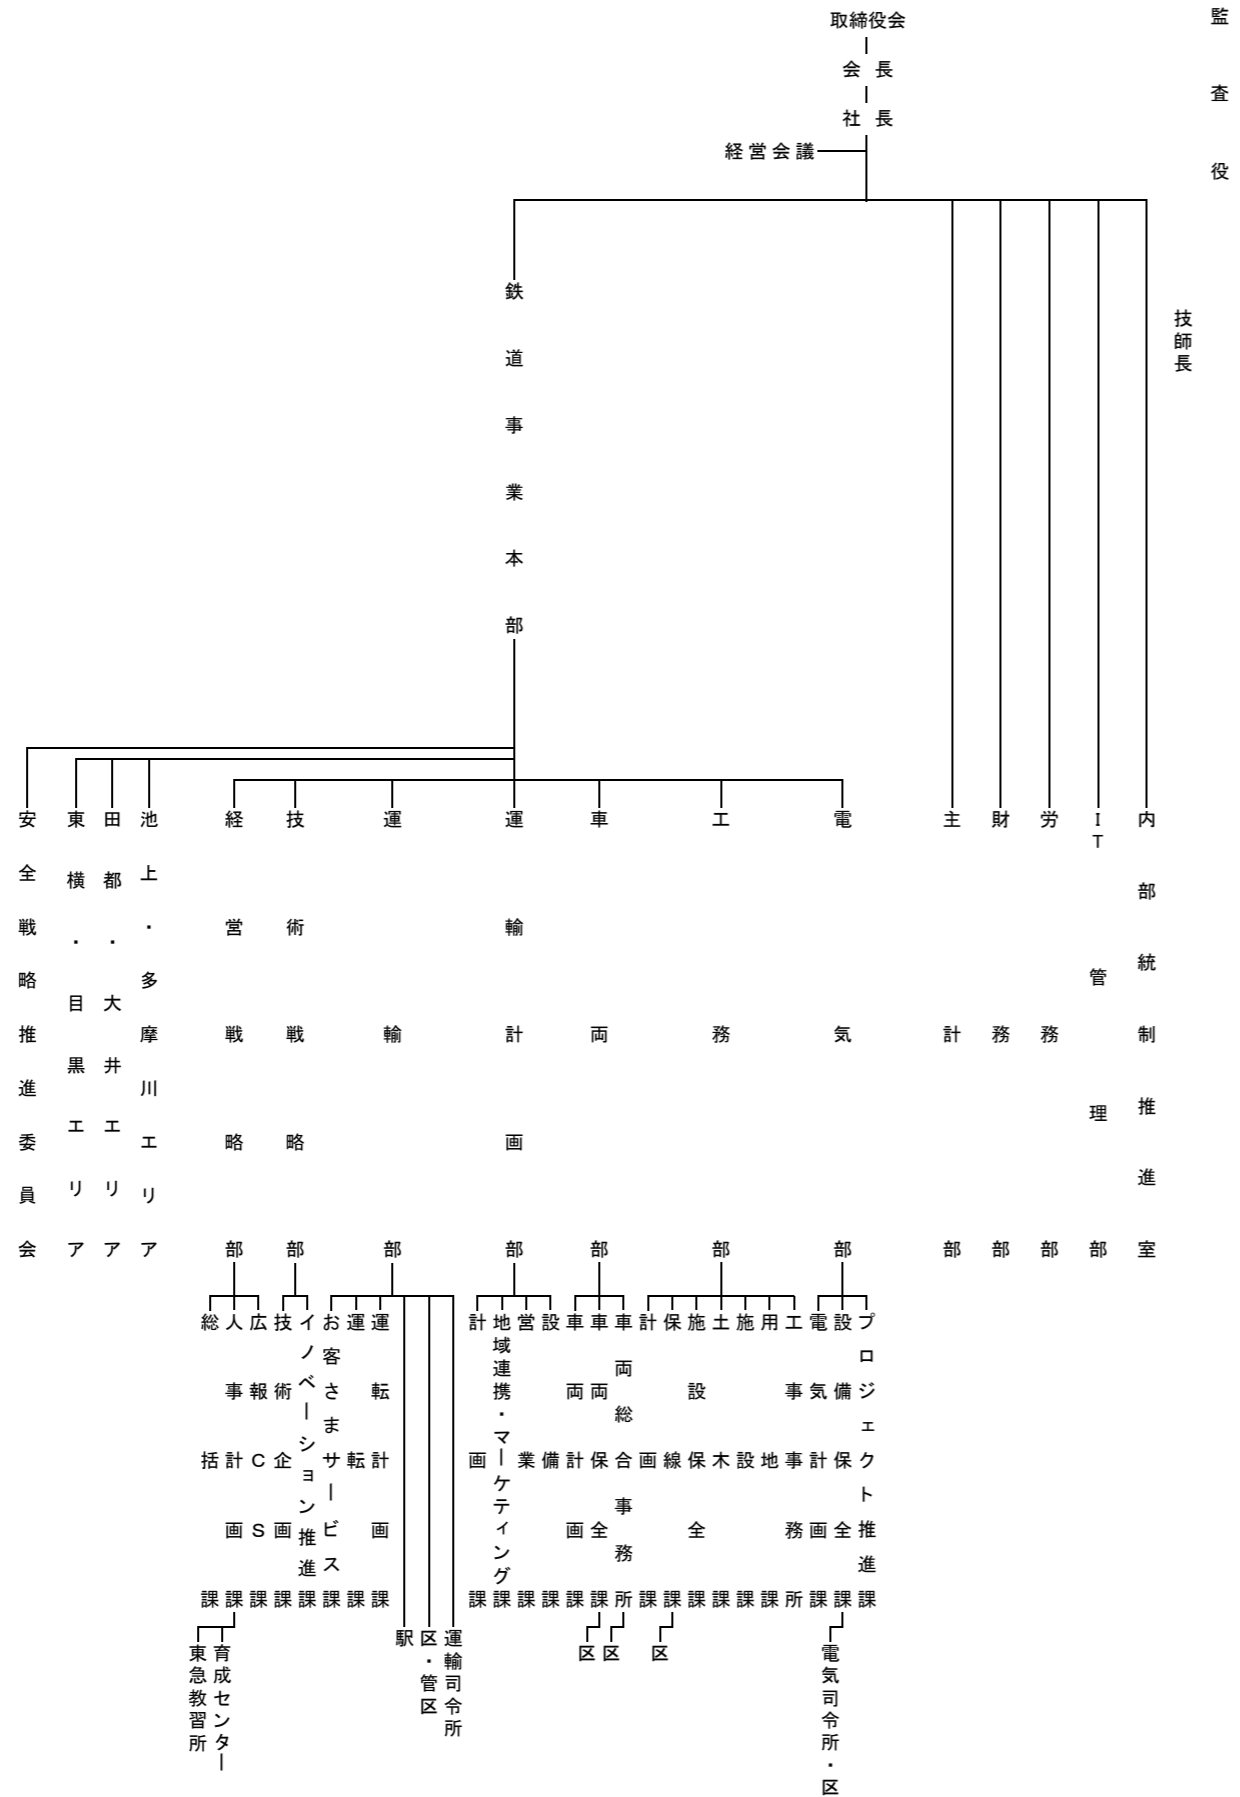 取締役会
会長
社長
経営会議
監査役
技師長
鉄道事業本部
安全戦略推進委員会
東横・目黒エリア
田都・大井エリア
池上・多摩川エリア
経営戦略部
技術戦略部
運輸部
運輸計画部
車両部
工務部
電気部
主計部
財務部
労務部
IT管理部
内部統制推進室
総括課
人事計画課
広報CS課
技術企画課
イノベーション推進課
お客さまサービス課
運転課
運転計画課
計画課
地域連携・マーケティング課
営業課
設備課
車両計画課
車両保全課
車両総合事務所
計画課
保線課
施設保全課
土木課
施設課
用地課
工事事務所
電気計画課
設備保全課
プロジェクト推進課
東急教習所
育成センター
駅
区・管区
運輸司令所
区
区
区
電気司令所・区